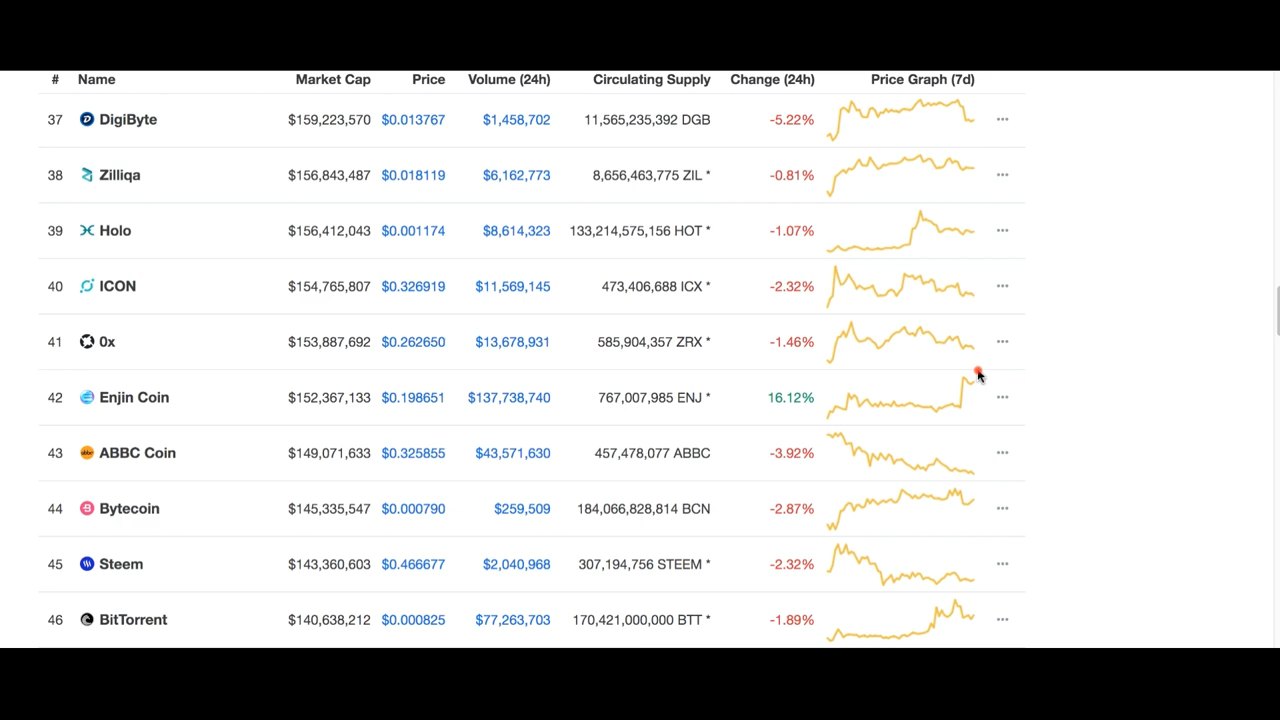 # Name Market Cap Price Volume (24h) Circulating Supply Change (24h) Price Graph (7d)
37 DigiByte $159,223,570 $0.013767 $1,458,702 11,565,235,392 DGB -5.22% ...
38 Zilliqa $156,843,487 $0.018119 $6,162,773 8,656,463,775 ZIL * -0.81% ...
39 Holo $156,412,043 $0.001174 $8,614,323 133,214,575,156 HOT * -1.07% ...
40 ICON $154,765,807 $0.326919 $11,569,145 473,406,688 ICX * -2.32% ...
41 0x $153,887,692 $0.262650 $13,678,931 585,904,357 ZRX * -1.46% ...
42 Enjin Coin $152,367,133 $0.198651 $137,738,740 767,007,985 ENJ * 16.12% ...
43 ABBC Coin $149,071,633 $0.325855 $43,571,630 457,478,077 ABBC -3.92% ...
44 Bytecoin $145,335,547 $0.000790 $259,509 184,066,828,814 BCN -2.87% ...
45 Steem $143,360,603 $0.466677 $2,040,968 307,194,756 STEEM * -2.32% ...
46 BitTorrent $140,638,212 $0.000825 $77,263,703 170,421,000,000 BTT * -1.89% ...